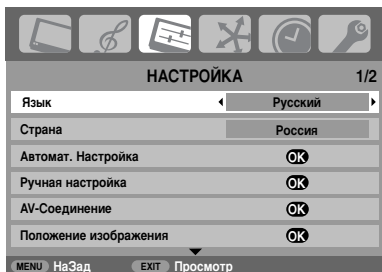 НАСТРОЙКА 1/2
Язык Русский
Страна Россия
Автомат. Настройка OK
Ручная настройка OK
AV-Соединение OK
Положение изображения OK
MENU НаЗад EXIT Просмотр